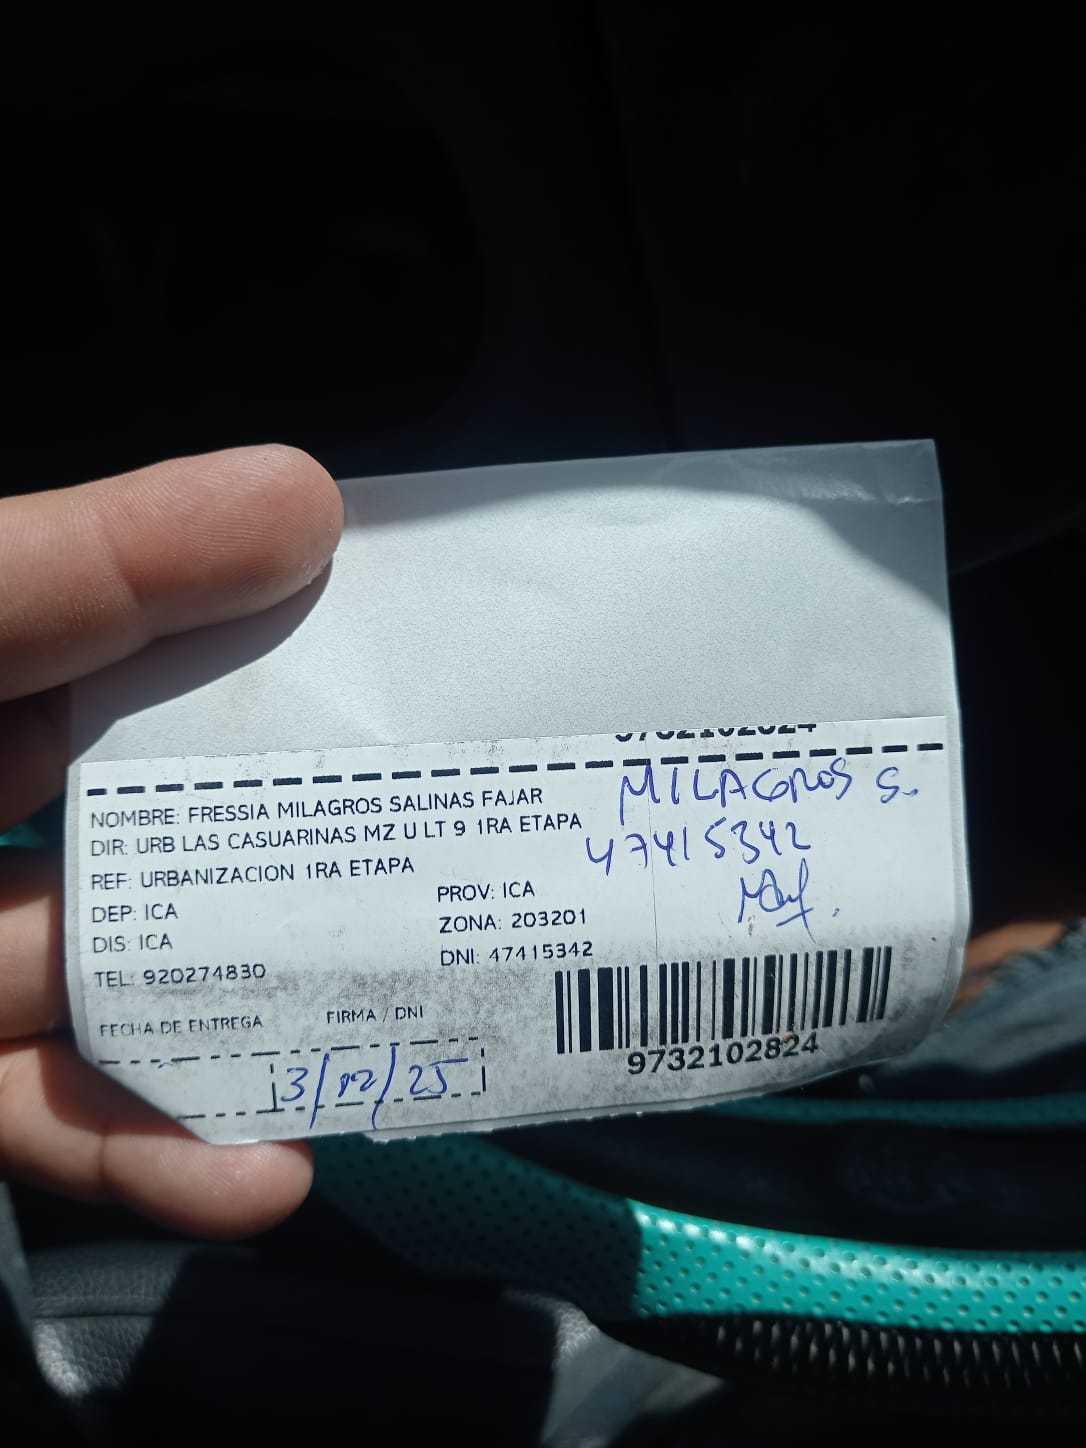 9732102824
MILAGROS S.
NOMBRE: FRESSIA MILAGROS SALINAS FAJAR
DIR: URB LAS CASUARINAS MZ U LT 9 1RA ETAPA
47415342
REF: URBANIZACION 1RA ETAPA
DEP: ICA
PROV: ICA
DIS: ICA
ZONA: 203201
TEL: 920274830
DNI: 47415342
FECHA DE ENTREGA
FIRMA / DNI
3/12/25
9732102824